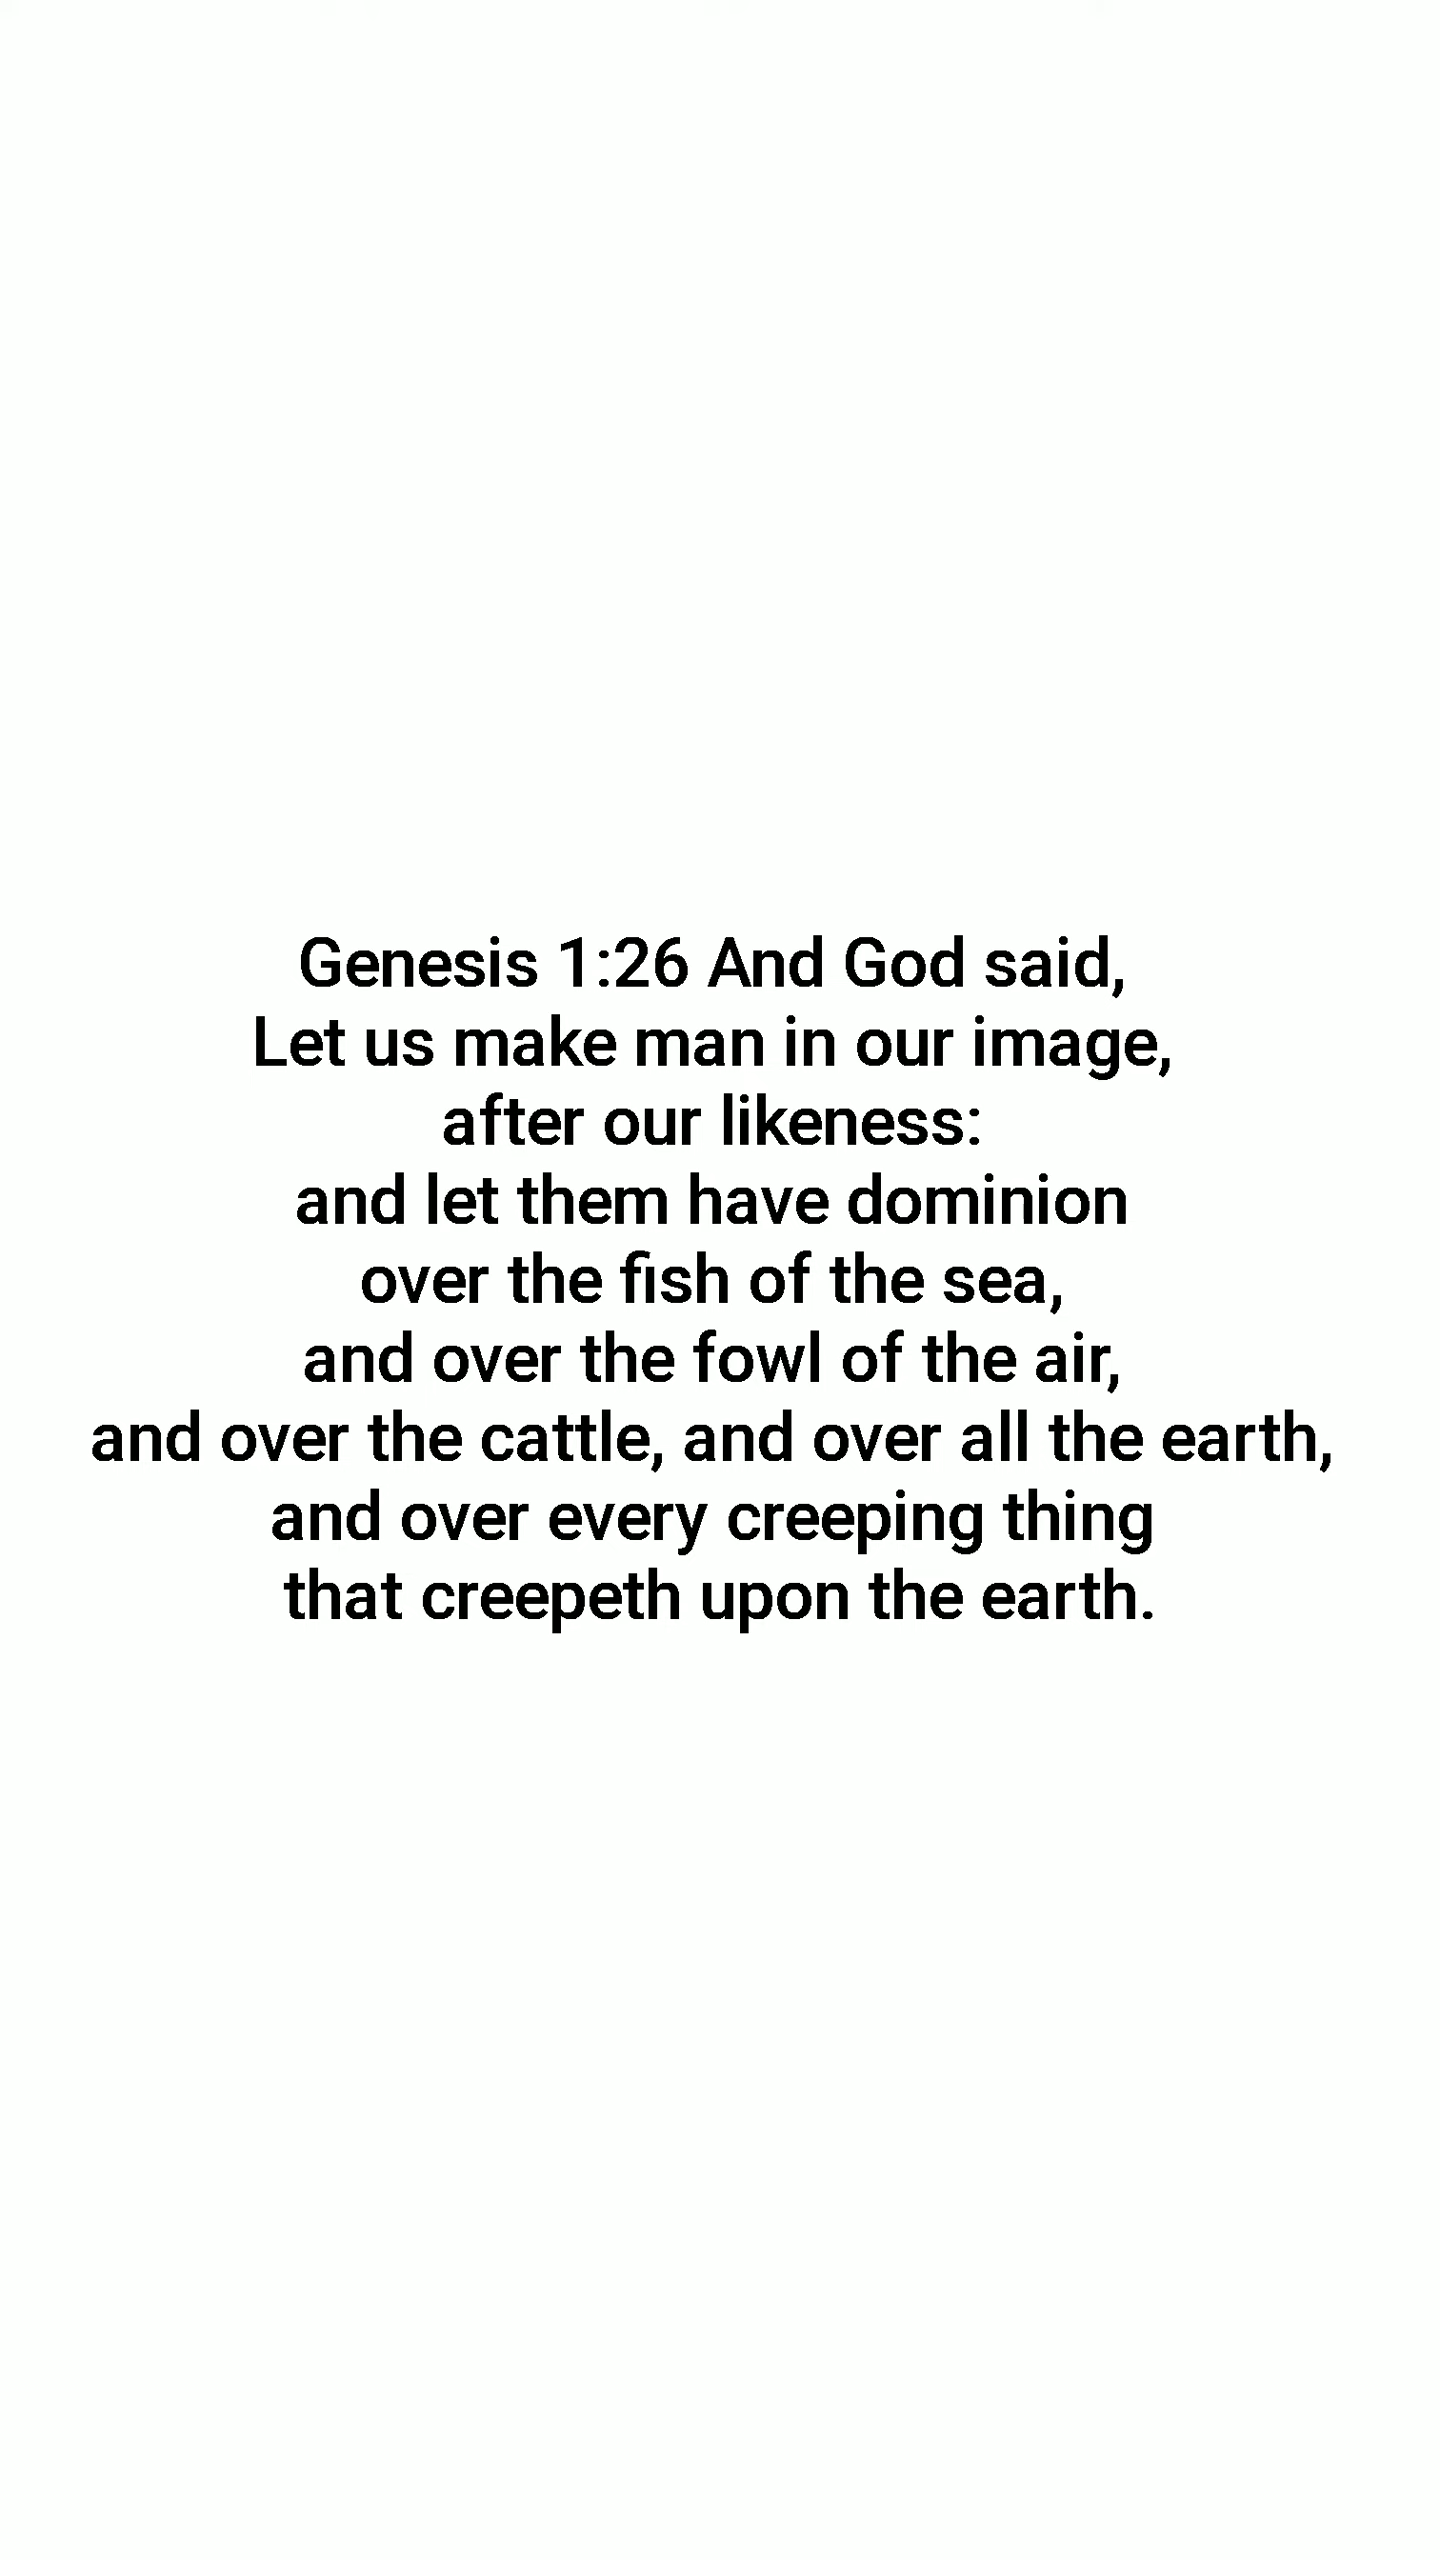 Genesis 1:26 And God said,
Let us make man in our image,
after our likeness:
and let them have dominion
over the fish of the sea,
and over the fowl of the air,
and over the cattle, and over all the earth,
and over every creeping thing
that creepeth upon the earth.